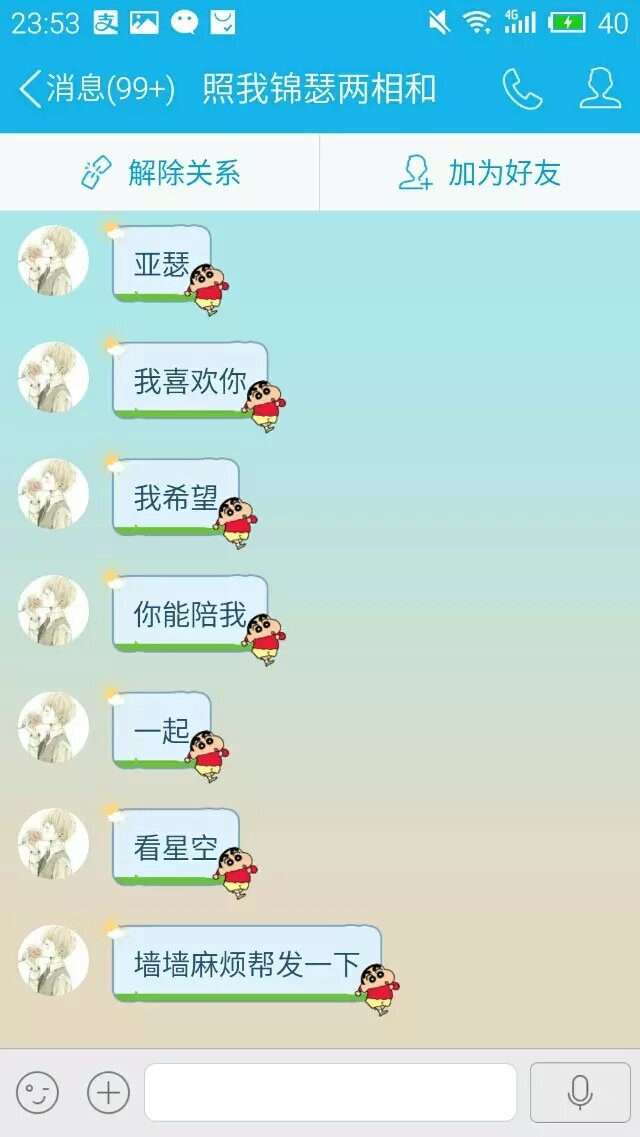 23:53
支
4G
40
消息(99+)
照我锦瑟两相和
解除关系
加为好友
亚瑟
我喜欢你
我希望
你能陪我
一起
看星空
墙墙麻烦帮发一下